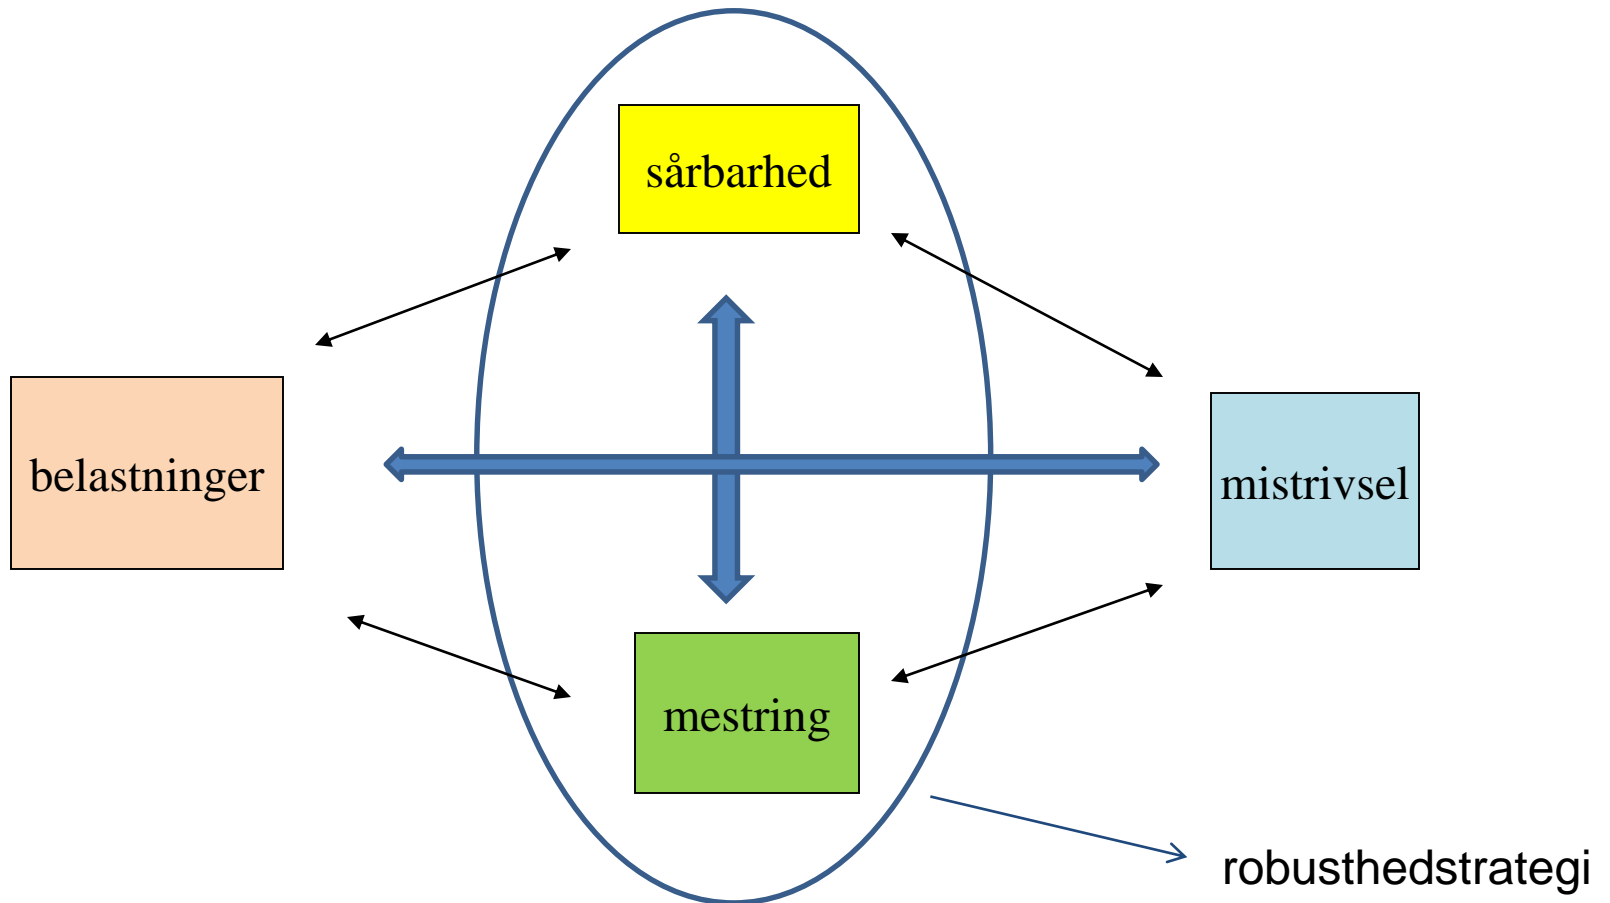 sårbarhed
belastninger
mistrivsel
mestring
robusthedstrategi